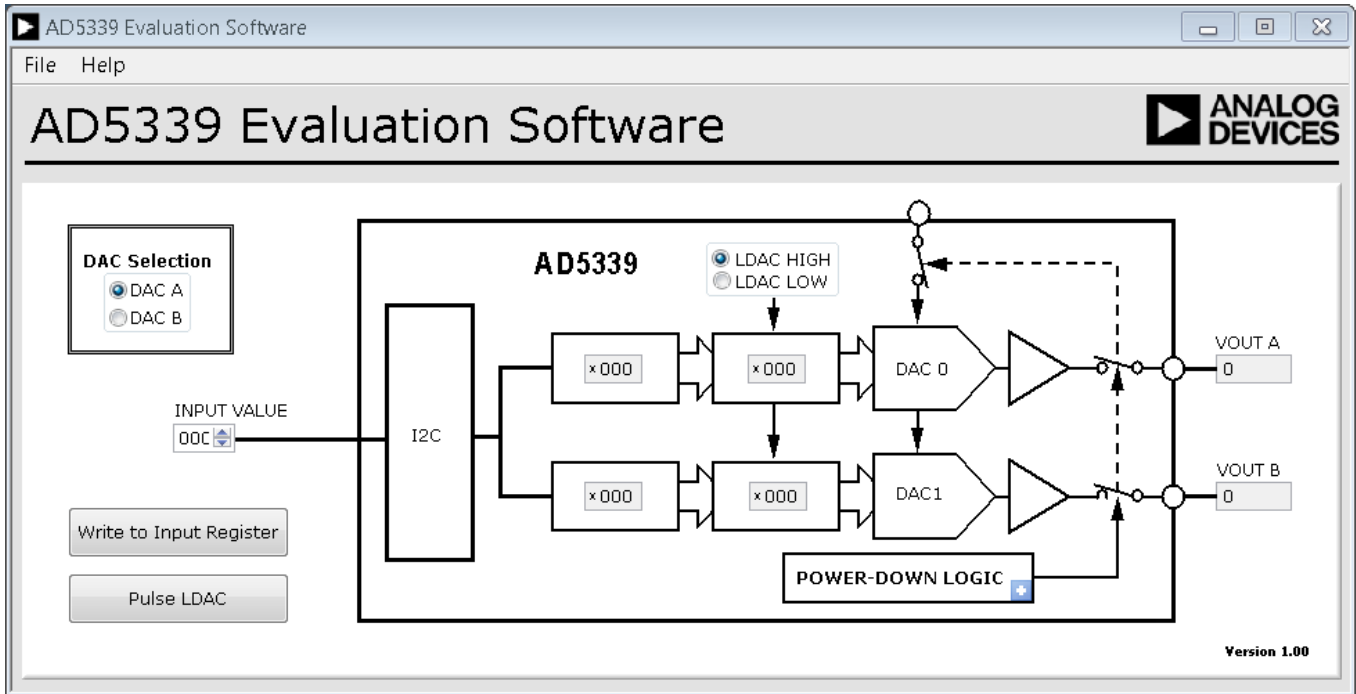 AD5339 Evaluation Software
File Help
AD5339 Evaluation Software
ANALOG
DEVICES
DAC Selection
DAC A
DAC B
AD5339
LDAC HIGH
LDAC LOW
x000
x000
DAC 0
VOUT A
0
INPUT VALUE
I2C
x000
x000
DAC1
VOUT B
0
Write to Input Register
Pulse LDAC
POWER-DOWN LOGIC
Version 1.00